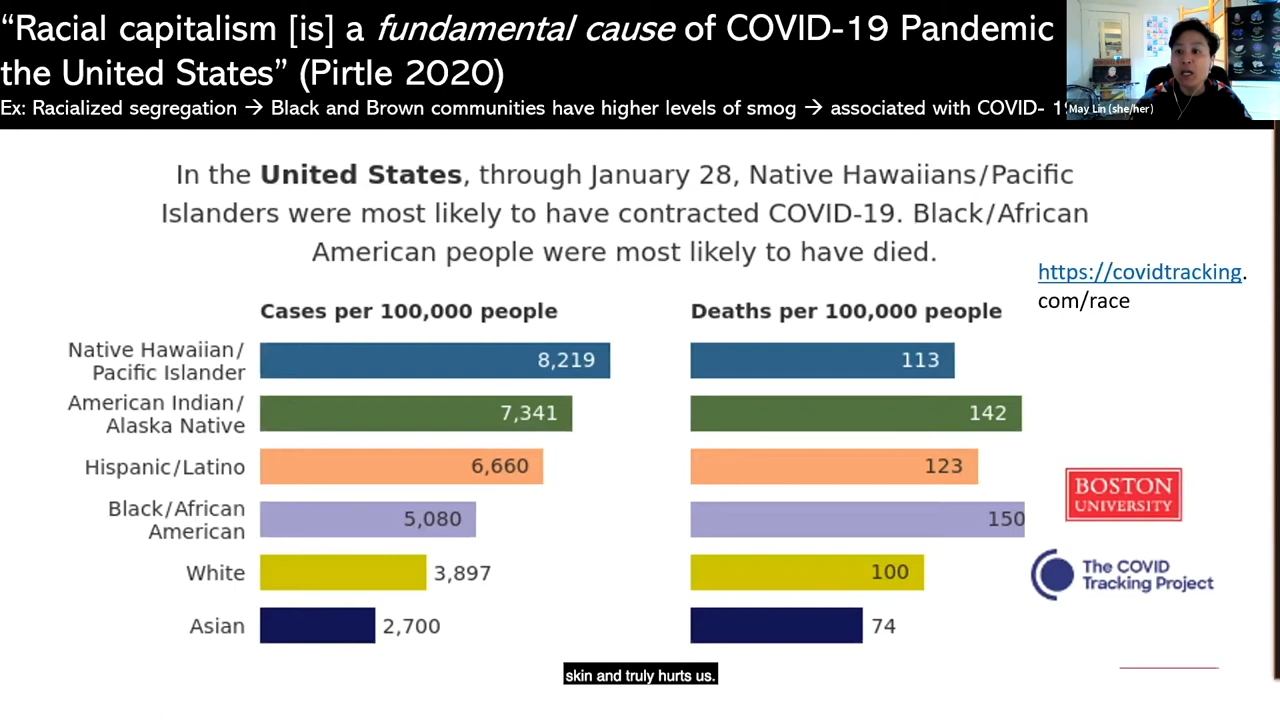 “Racial capitalism [is] a fundamental cause of COVID-19 Pandemic
the United States” (Pirtle 2020)
Ex: Racialized segregation → Black and Brown communities have higher levels of smog → associated with COVID- 19
May Lin (she/her)
In the United States, through January 28, Native Hawaiians/Pacific
Islanders were most likely to have contracted COVID-19. Black/African
American people were most likely to have died.
https://covidtracking.
com/race
Cases per 100,000 people
Deaths per 100,000 people
Native Hawaiian/
Pacific Islander
8,219
113
American Indian/
Alaska Native
7,341
142
Hispanic/Latino
6,660
123
Black/African
American
5,080
150
White
3,897
100
Asian
2,700
74
BOSTON
UNIVERSITY
The COVID
Tracking Project
skin and truly hurts us.